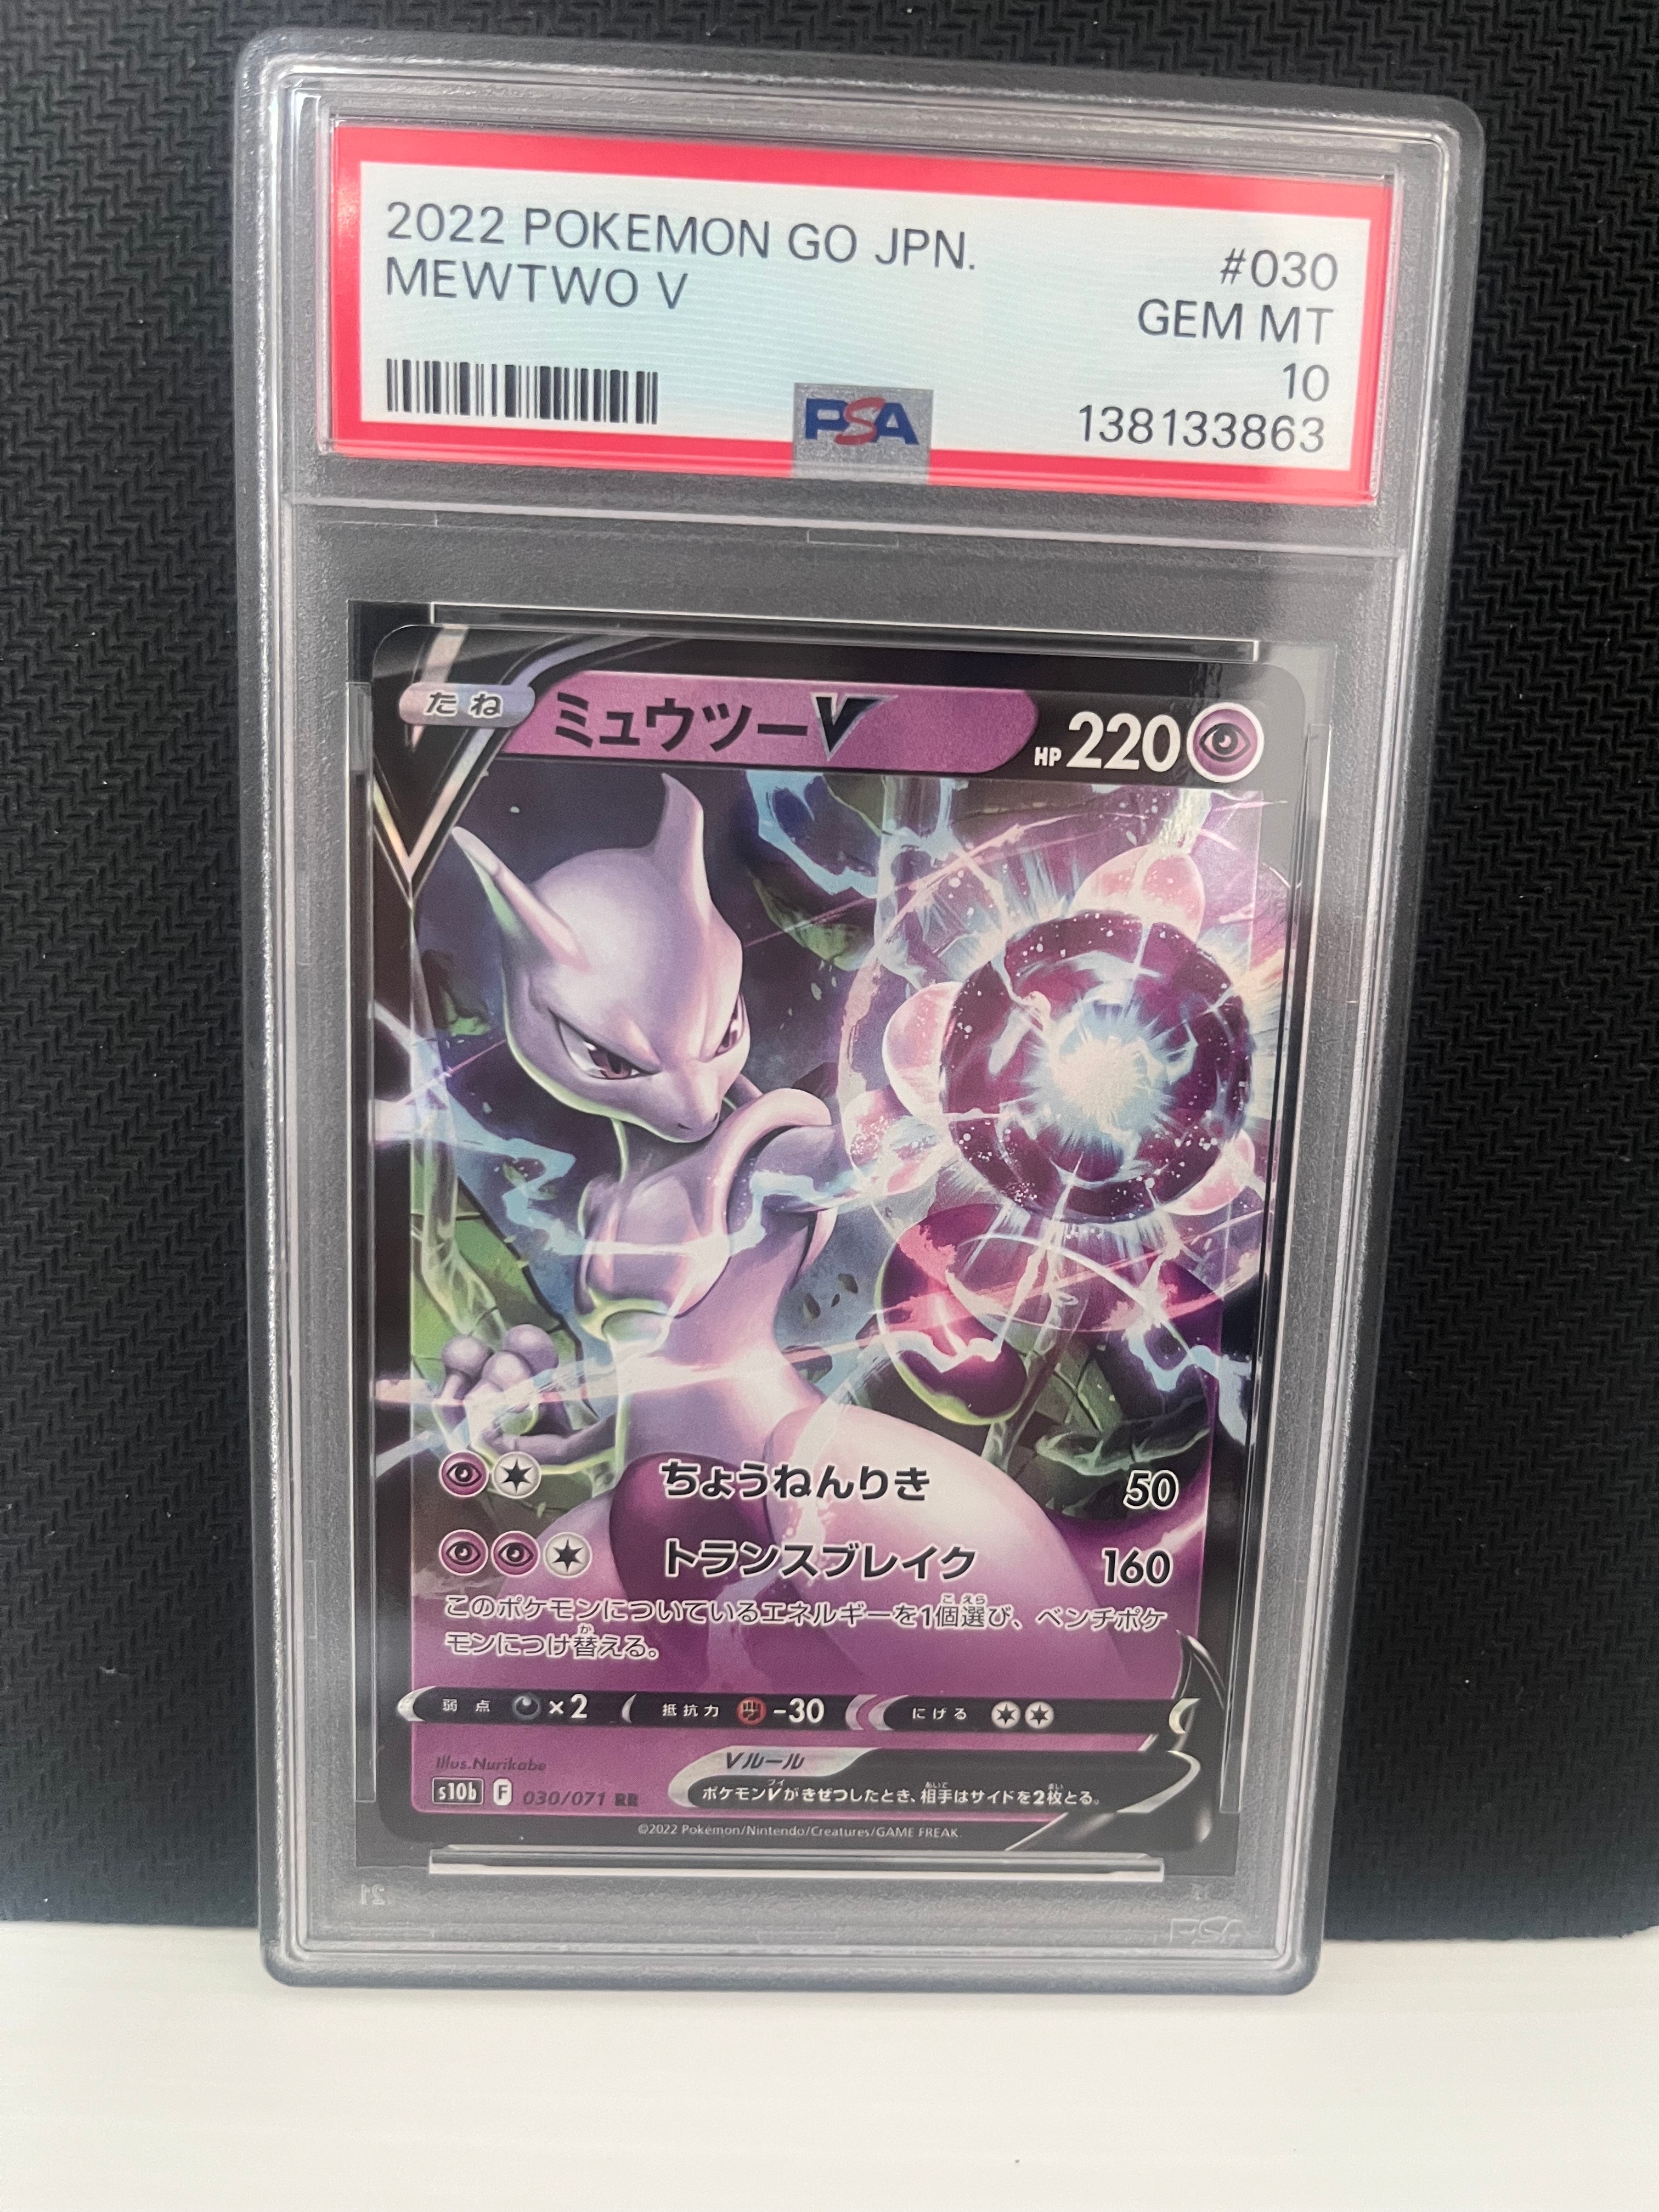 2022 POKEMON GO JPN. #030
MEWTWO V GEM MT
10
PSA 138133863
たね ミュウツーV HP 220
ちょうねんりき 50
トランスブレイク 160
このポケモンについているエネルギーを1個選び、ベンチポケ
モンにつけ替える。
弱点 ×2 抵抗力 -30 にげる
Illus.Nurikabe
Vルール
ポケモンVがきぜつしたとき、相手はサイドを2枚とる。
s10b F 030/071 RR
©2022 Pokémon/Nintendo/Creatures/GAME FREAK.
PSA